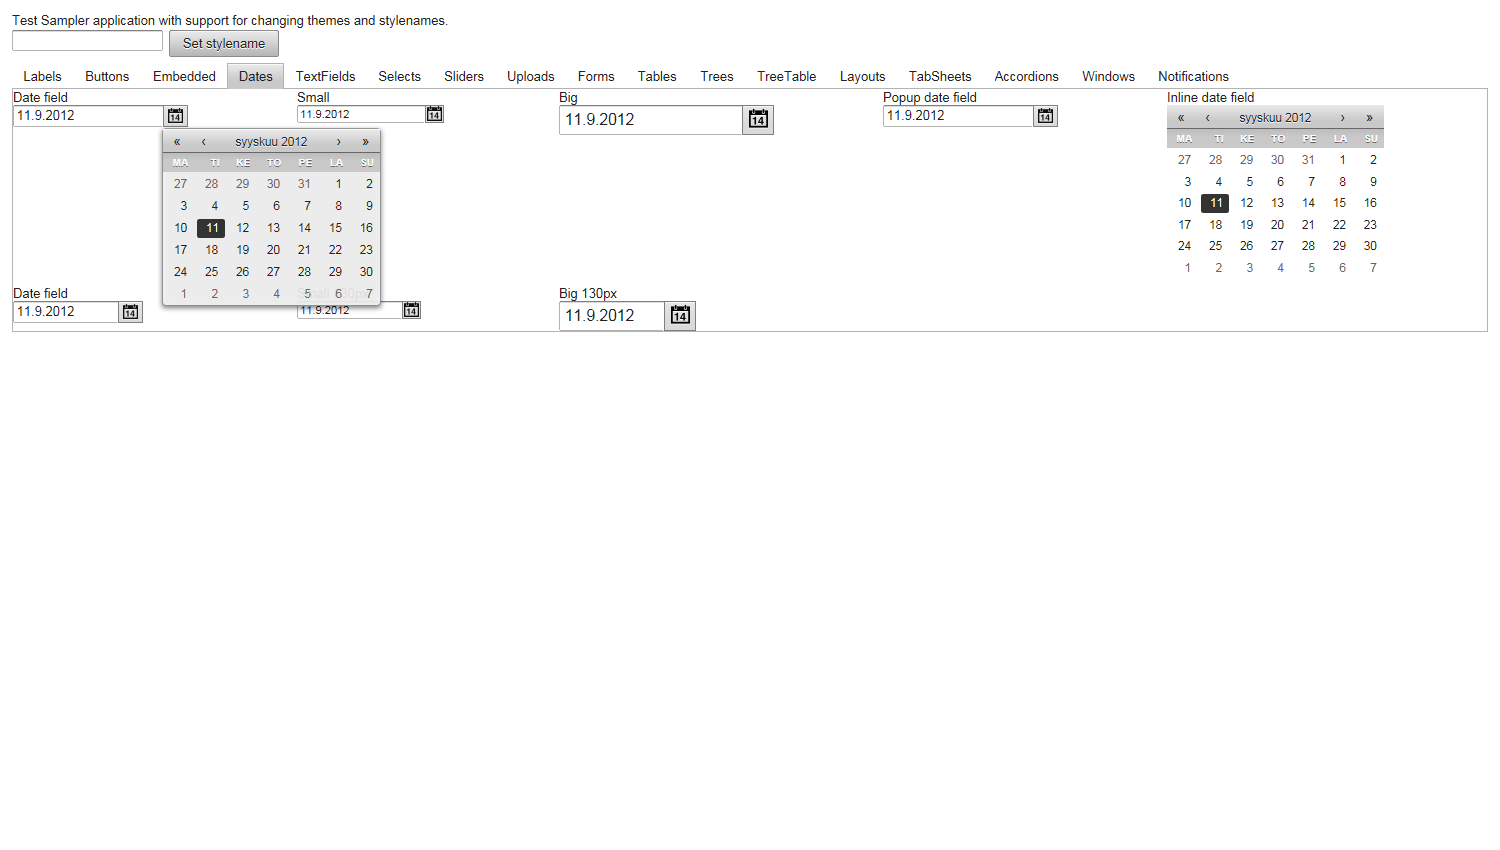 Test Sampler application with support for changing themes and stylenames.
Set stylename
Labels Buttons Embedded Dates TextFields Selects Sliders Uploads Forms Tables Trees TreeTable Layouts TabSheets Accordions Windows Notifications
Date field Small Big Popup date field Inline date field
11.9.2012 14 11.9.2012 14 11.9.2012 14 11.9.2012 14
« ‹ syyskuu 2012 › »
MA TI KE TO PE LA SU
27 28 29 30 31 1 2
3 4 5 6 7 8 9
10 11 12 13 14 15 16
17 18 19 20 21 22 23
24 25 26 27 28 29 30
1 2 3 4 5 6 7
« ‹ syyskuu 2012 › »
MA TI KE TO PE LA SU
27 28 29 30 31 1 2
3 4 5 6 7 8 9
10 11 12 13 14 15 16
17 18 19 20 21 22 23
24 25 26 27 28 29 30
1 2 3 4 5 6 7
Date field Small Big 130px
11.9.2012 14 11.9.2012 14 11.9.2012 14